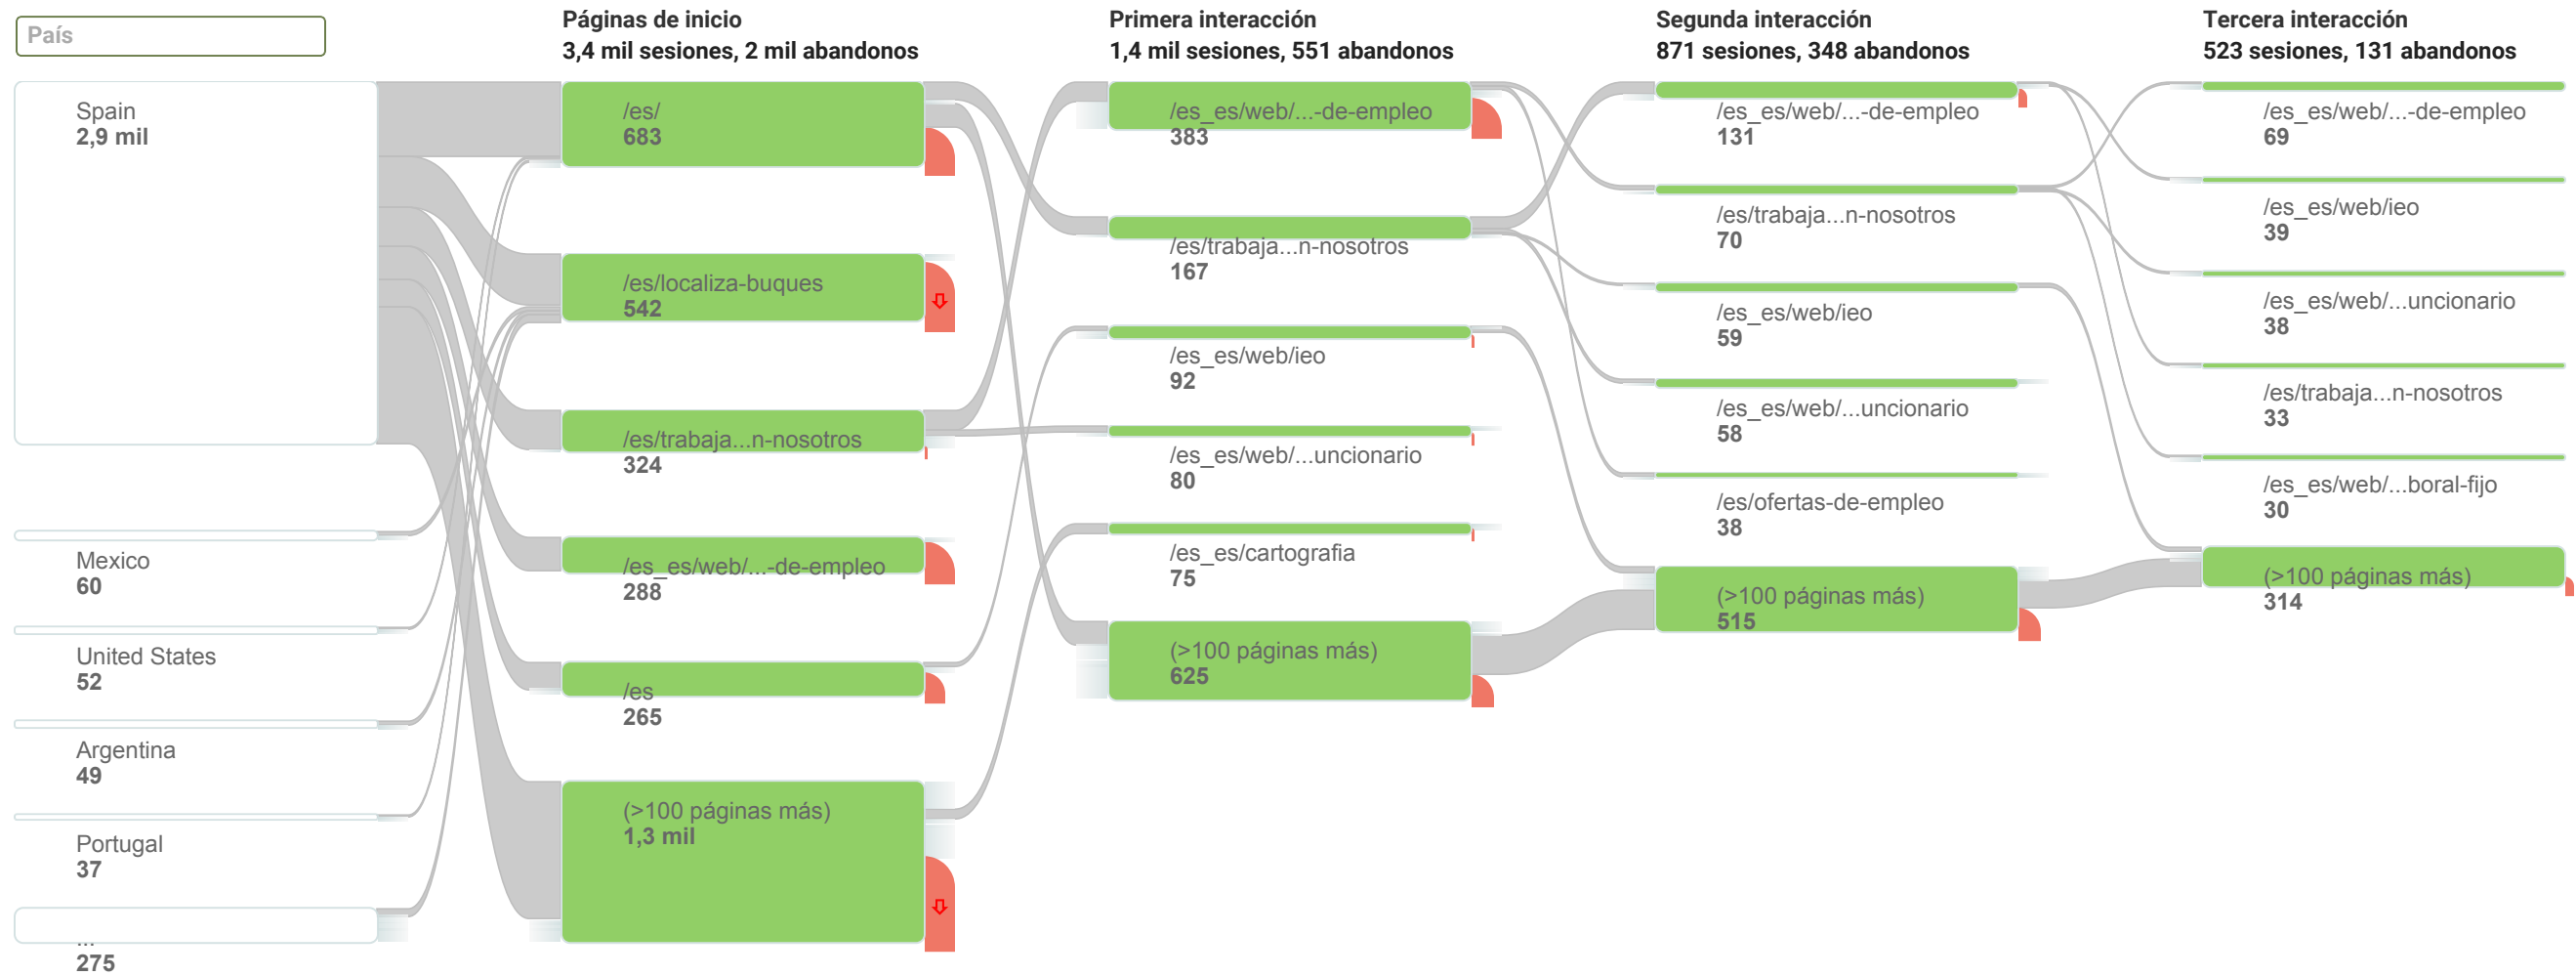 País
Spain
2,9 mil
Mexico
60
United States
52
Argentina
49
Portugal
37
...
275
Páginas de inicio
3,4 mil sesiones, 2 mil abandonos
/es/
683
/es/localiza-buques
542
/es/trabaja...n-nosotros
324
/es_es/web/...-de-empleo
288
/es
265
(>100 páginas más)
1,3 mil
Primera interacción
1,4 mil sesiones, 551 abandonos
/es_es/web/...-de-empleo
383
/es/trabaja...n-nosotros
167
/es_es/web/ieo
92
/es_es/web/...uncionario
80
/es_es/cartografia
75
(>100 páginas más)
625
Segunda interacción
871 sesiones, 348 abandonos
/es_es/web/...-de-empleo
131
/es/trabaja...n-nosotros
70
/es_es/web/ieo
59
/es_es/web/...uncionario
58
/es/ofertas-de-empleo
38
(>100 páginas más)
515
Tercera interacción
523 sesiones, 131 abandonos
/es_es/web/...-de-empleo
69
/es_es/web/ieo
39
/es_es/web/...uncionario
38
/es/trabaja...n-nosotros
33
/es_es/web/...boral-fijo
30
(>100 páginas más)
314